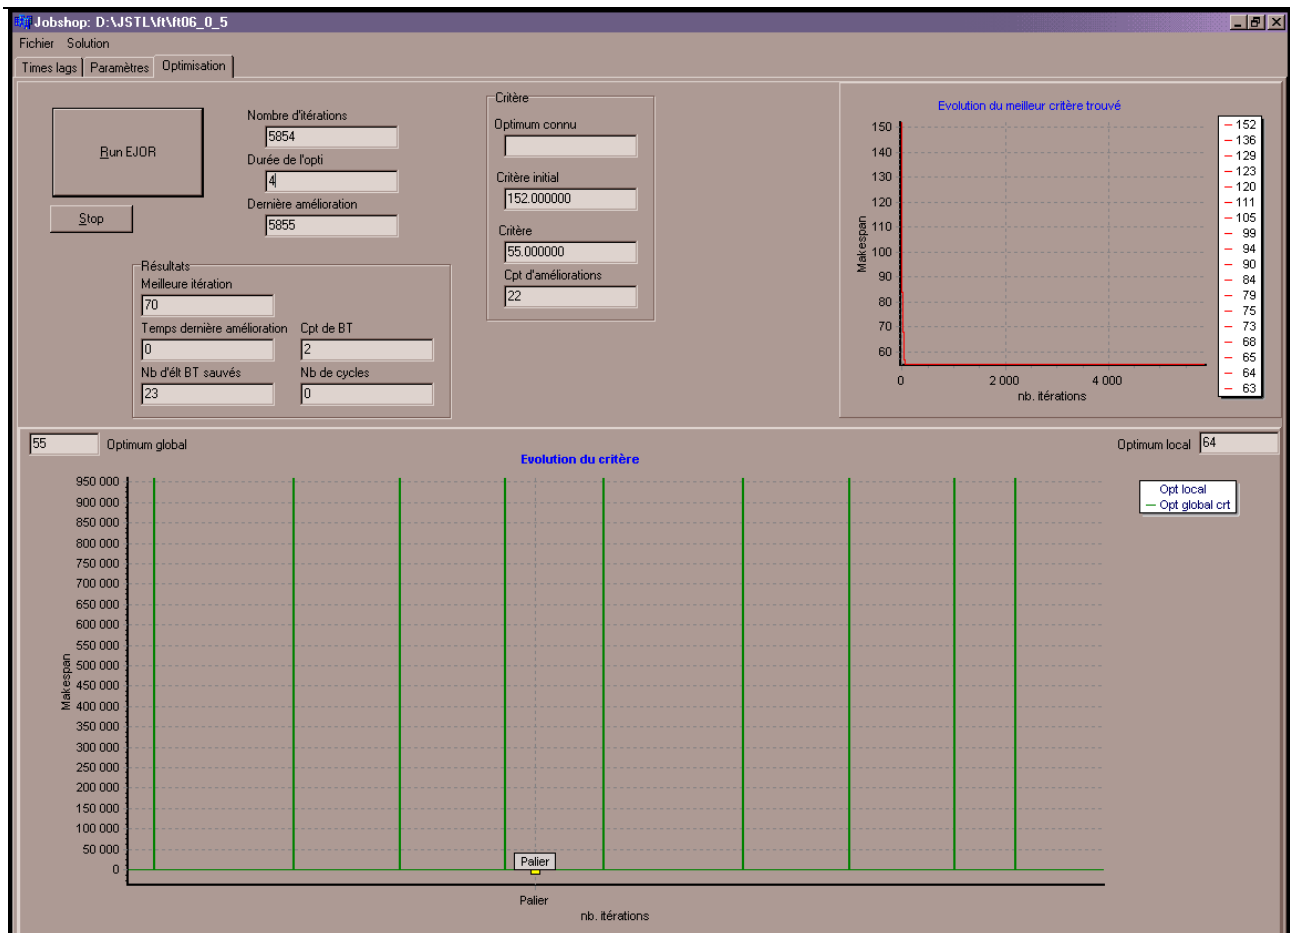 Jobshop: D:\JSTL\ft\ft06_0_5
Fichier Solution
Times lags Paramètres Optimisation
Run EJOR
Stop
Nombre d'itérations
5854
Durée de l'opti
4
Dernière amélioration
5855
Résultats
Meilleure itération
70
Temps dernière amélioration Cpt de BT
0 2
Nb d'élt BT sauvés Nb de cycles
23 0
Critère
Optimum connu
Critère initial
152.000000
Critère
55.000000
Cpt d'améliorations
22
Evolution du meilleur critère trouvé
150
140
130
120
110
100
90
80
70
60
Makespan
0 2 000 4 000
nb. itérations
152
136
129
123
120
111
105
99
94
90
84
79
75
73
68
65
64
63
55 Optimum global
Optimum local 64
Evolution du critère
950 000
900 000
850 000
800 000
750 000
700 000
650 000
600 000
550 000
500 000
450 000
400 000
350 000
300 000
250 000
200 000
150 000
100 000
50 000
0
Makespan
Palier
Palier
nb. itérations
Opt local
Opt global crt